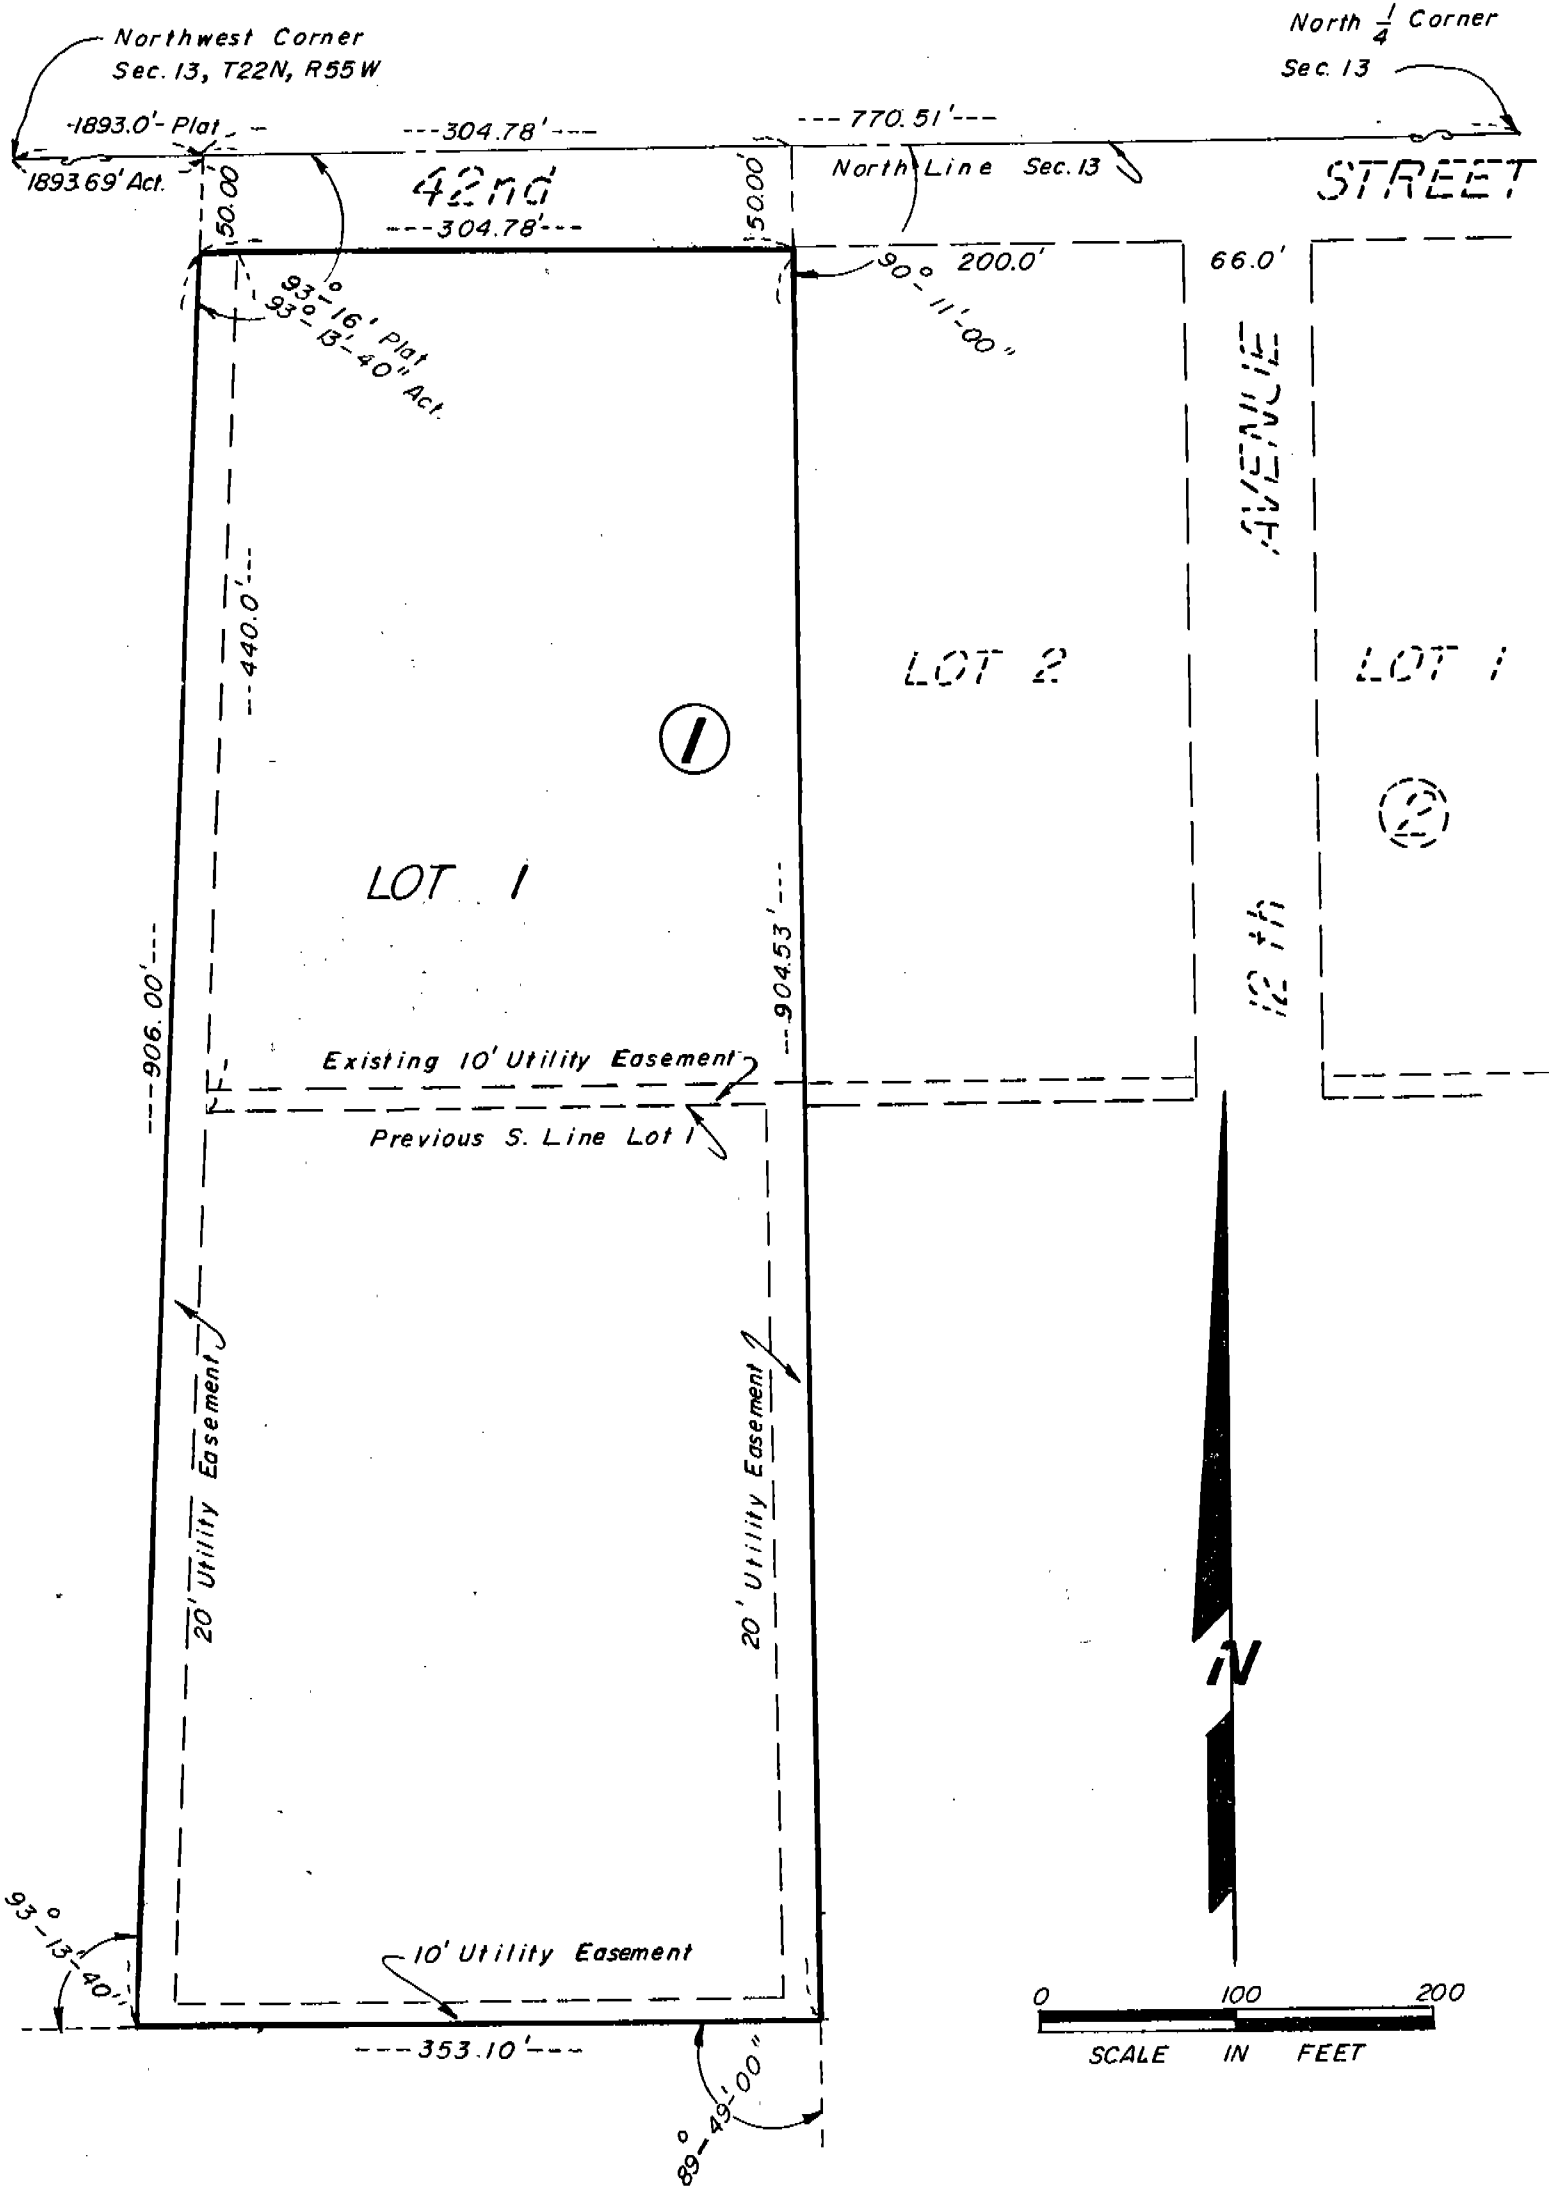 Northwest Corner
Sec. 13, T22N, R55W
North 1/4 Corner
Sec. 13
-1893.0'- Plat
1893.69' Act.
---304.78'---
---770.51'---
North Line Sec. 13
42nd STREET
50.00'
50.00'
---304.78'---
93°-16' Plat
93°-13'-40" Act.
90°-11'-00"
200.0'
66.0'
12th AVENUE
---440.0'---
LOT 2
LOT 1
1
2
LOT 1
---906.00'---
---904.53'---
Existing 10' Utility Easement
Previous S. Line Lot 1
20' Utility Easement
20' Utility Easement
N
93°-13'-40"
10' Utility Easement
---353.10'---
89°-49'-00"
0 100 200
SCALE IN FEET